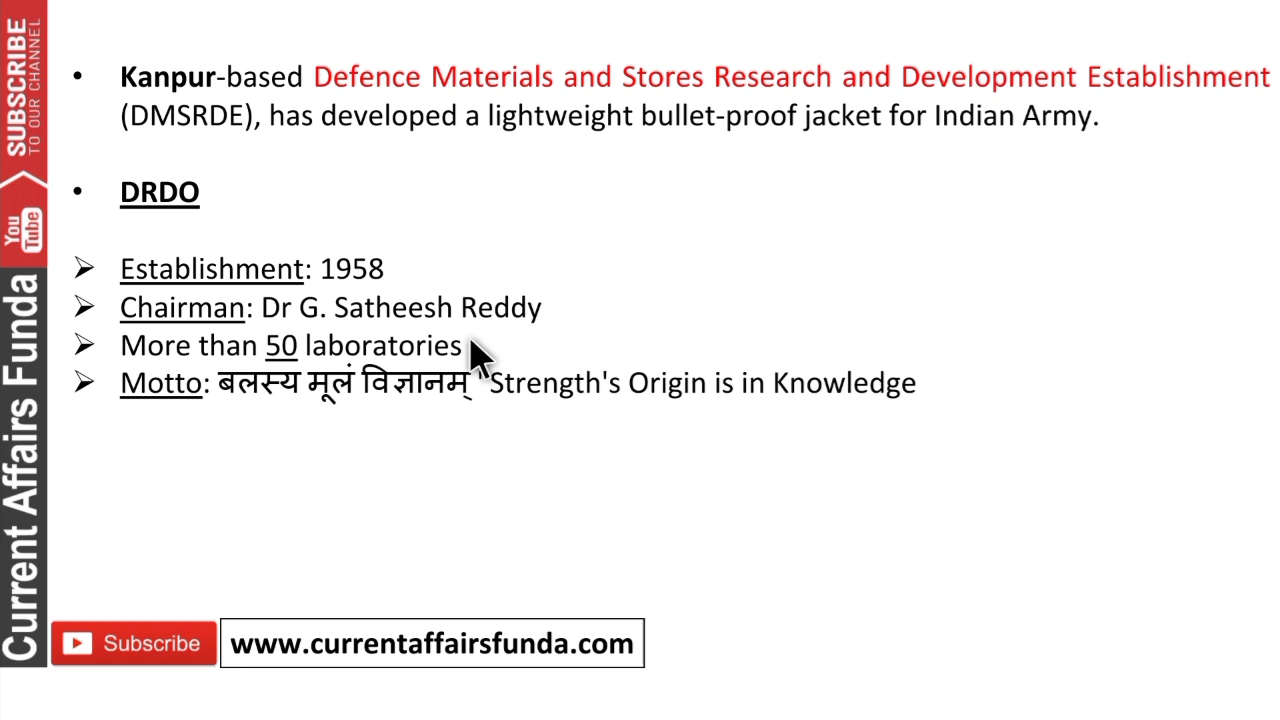 SUBSCRIBE
TO OUR CHANNEL
You
Tube
Current Affairs Funda
• Kanpur-based Defence Materials and Stores Research and Development Establishment
(DMSRDE), has developed a lightweight bullet-proof jacket for Indian Army.
• DRDO
➢ Establishment: 1958
➢ Chairman: Dr G. Satheesh Reddy
➢ More than 50 laboratories
➢ Motto: बलस्य मूलं विज्ञानम् "Strength's Origin is in Knowledge
Subscribe
www.currentaffairsfunda.com